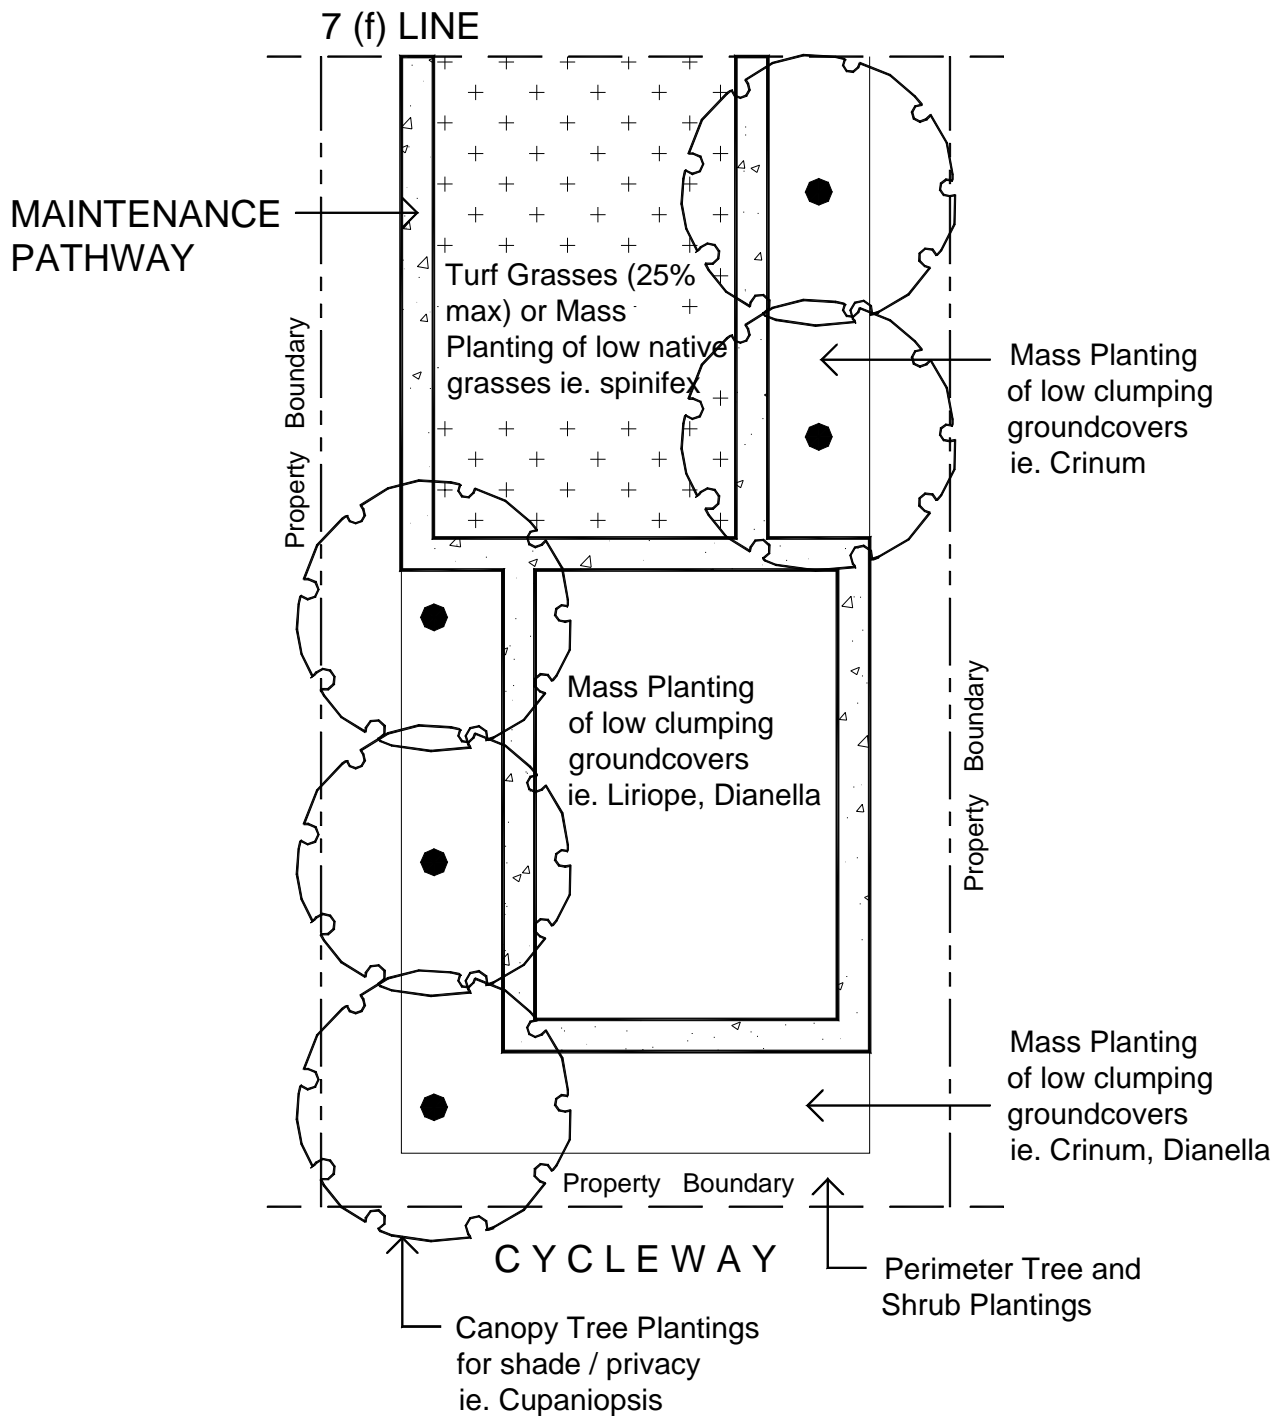 7 (f) LINE
MAINTENANCE
PATHWAY
Turf Grasses (25%
max) or Mass
Planting of low native
grasses ie. spinifex
Property Boundary
Mass Planting
of low clumping
groundcovers
ie. Crinum
Mass Planting
of low clumping
groundcovers
ie. Liriope, Dianella
Property Boundary
Mass Planting
of low clumping
groundcovers
ie. Crinum, Dianella
Property Boundary
CYCLEWAY
Perimeter Tree and
Shrub Plantings
Canopy Tree Plantings
for shade / privacy
ie. Cupaniopsis